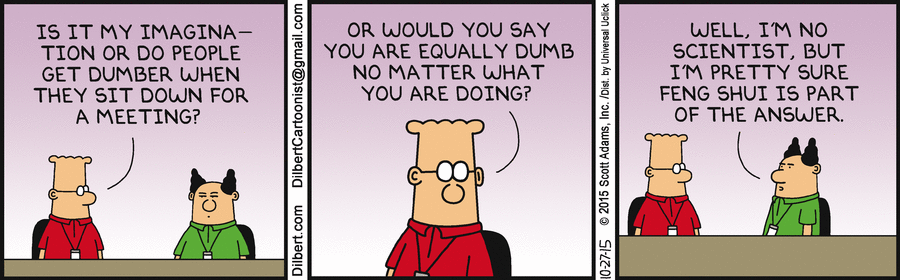 IS IT MY IMAGINA-
TION OR DO PEOPLE
GET DUMBER WHEN
THEY SIT DOWN FOR
A MEETING?
Dilbert.com DilbertCartoonist@gmail.com
OR WOULD YOU SAY
YOU ARE EQUALLY DUMB
NO MATTER WHAT
YOU ARE DOING?
10-27-15 © 2015 Scott Adams, Inc. /Dist. by Universal Uclick
WELL, I'M NO
SCIENTIST, BUT
I'M PRETTY SURE
FENG SHUI IS PART
OF THE ANSWER.